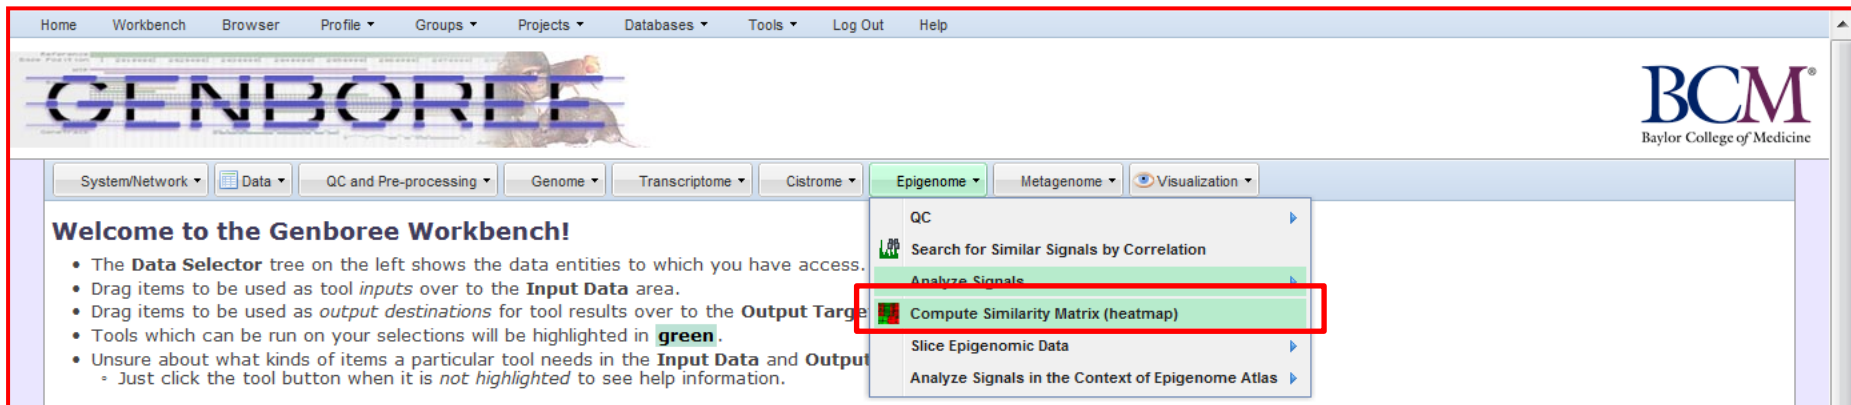 Home Workbench Browser Profile Groups Projects Databases Tools Log Out Help
GENBOREE
BCM®
Baylor College of Medicine
System/Network Data QC and Pre-processing Genome Transcriptome Cistrome Epigenome Metagenome Visualization
Welcome to the Genboree Workbench!
• The Data Selector tree on the left shows the data entities to which you have access.
• Drag items to be used as tool inputs over to the Input Data area.
• Drag items to be used as output destinations for tool results over to the Output Targe
• Tools which can be run on your selections will be highlighted in green.
• Unsure about what kinds of items a particular tool needs in the Input Data and Output
◦ Just click the tool button when it is not highlighted to see help information.
QC
Search for Similar Signals by Correlation
Analyze Signals
Compute Similarity Matrix (heatmap)
Slice Epigenomic Data
Analyze Signals in the Context of Epigenome Atlas